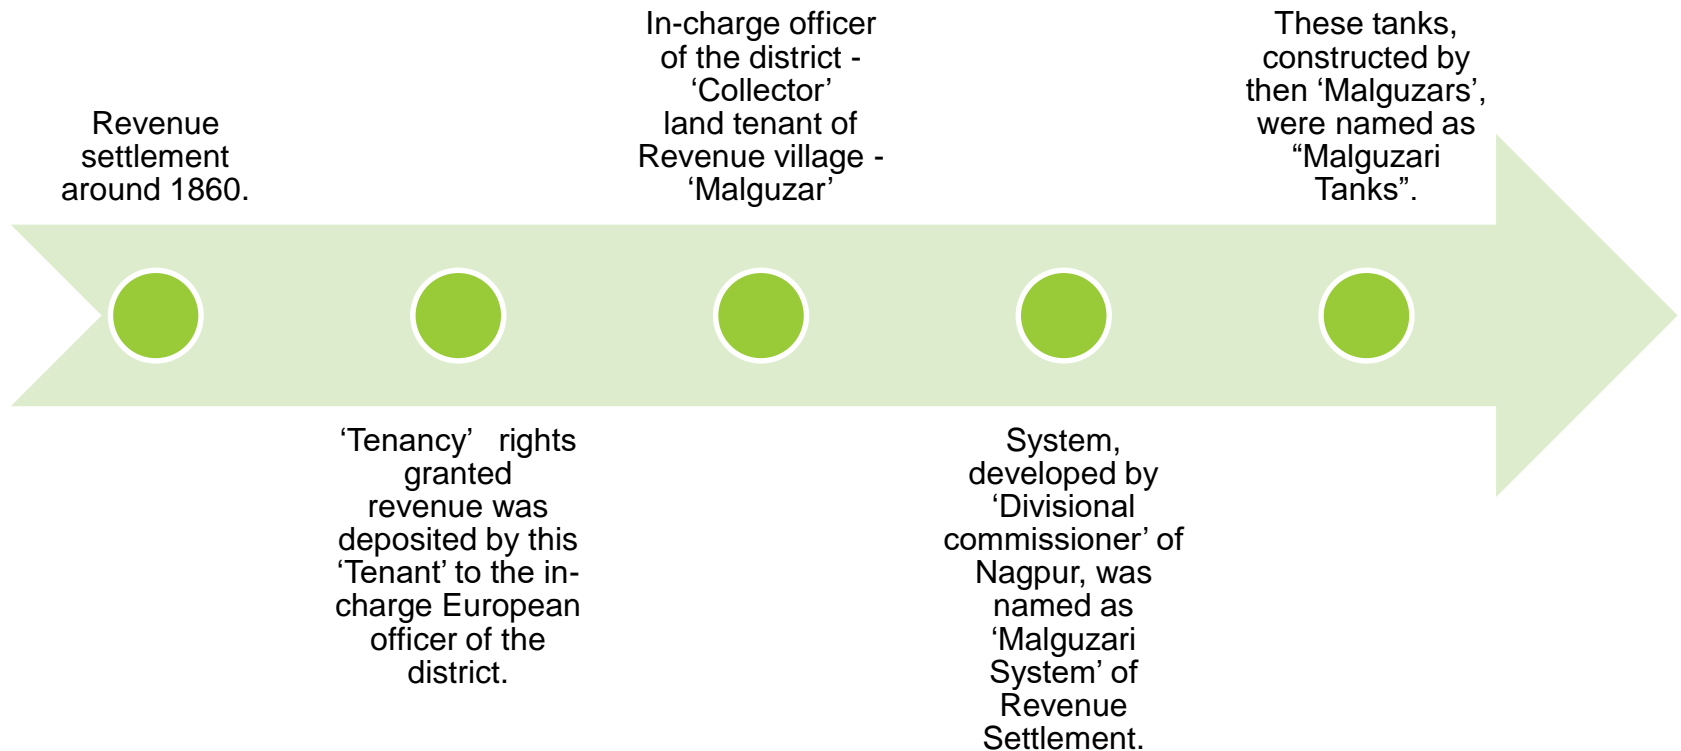 Revenue
settlement
around 1860.
‘Tenancy’ rights
granted
revenue was
deposited by this
‘Tenant’ to the in-
charge European
officer of the
district.
In-charge officer
of the district -
‘Collector’
land tenant of
Revenue village -
‘Malguzar’
System,
developed by
‘Divisional
commissioner’ of
Nagpur, was
named as
‘Malguzari
System’ of
Revenue
Settlement.
These tanks,
constructed by
then ‘Malguzars’,
were named as
“Malguzari
Tanks”.